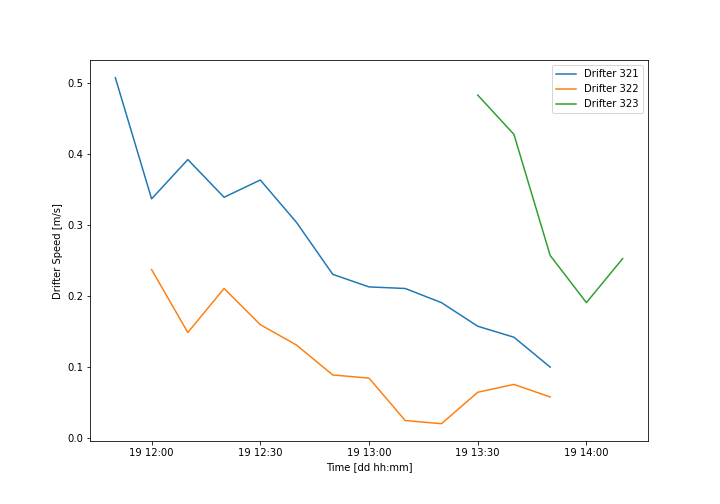 Drifter 321
Drifter 322
Drifter 323
0.5
0.4
0.3
0.2
0.1
0.0
Drifter Speed [m/s]
19 12:00
19 12:30
19 13:00
19 13:30
19 14:00
Time [dd hh:mm]